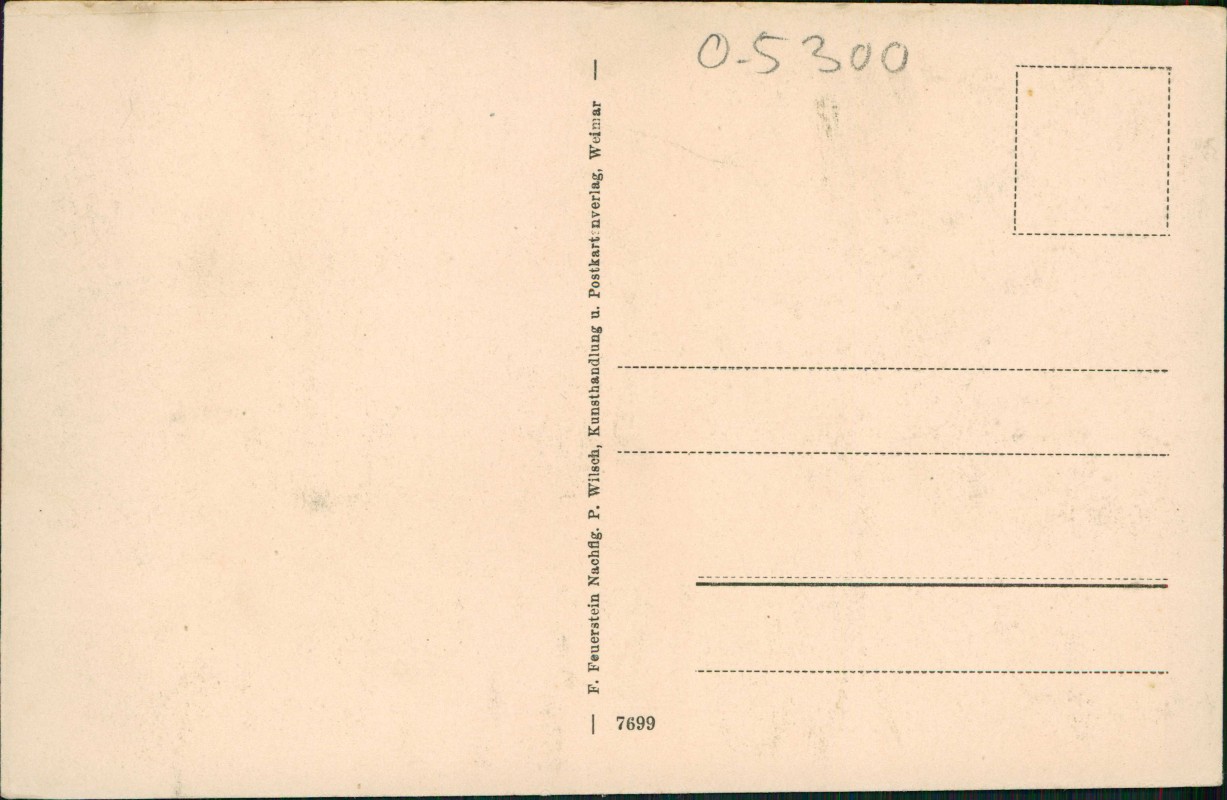 O-5300
F. Feuerstein Nachflg. P. Wilsch, Kunsthandlung u. Postkartenverlag, Weimar
7699